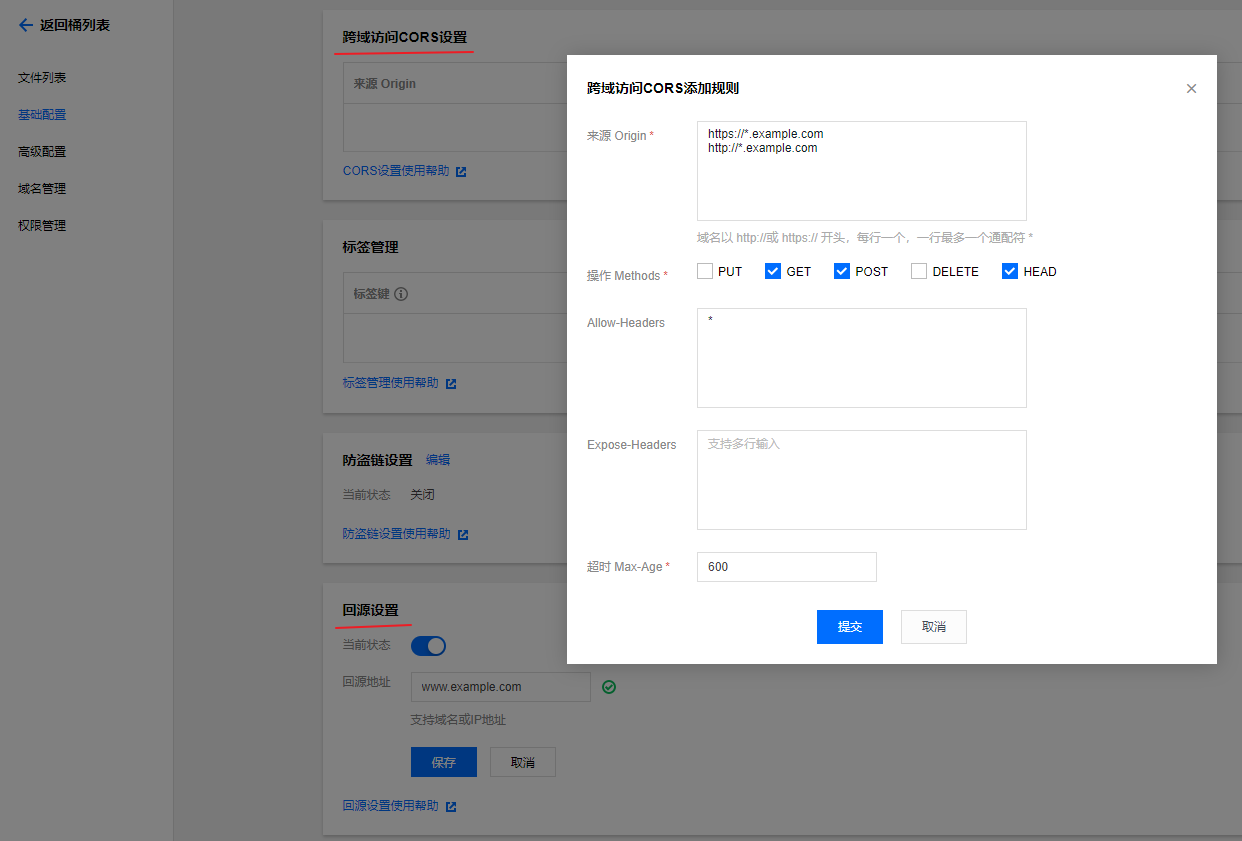 返回桶列表
文件列表
基础配置
高级配置
域名管理
权限管理
跨域访问CORS设置
来源 Origin
CORS设置使用帮助
标签管理
标签键
标签管理使用帮助
防盗链设置 编辑
当前状态 关闭
防盗链设置使用帮助
回源设置
当前状态
回源地址 www.example.com
支持域名或IP地址
保存 取消
回源设置使用帮助
跨域访问CORS添加规则
来源 Origin *
https://*.example.com
http://*.example.com
域名以 http://或 https:// 开头，每行一个，一行最多一个通配符 *
操作 Methods * PUT GET POST DELETE HEAD
Allow-Headers *
Expose-Headers 支持多行输入
超时 Max-Age * 600
提交 取消